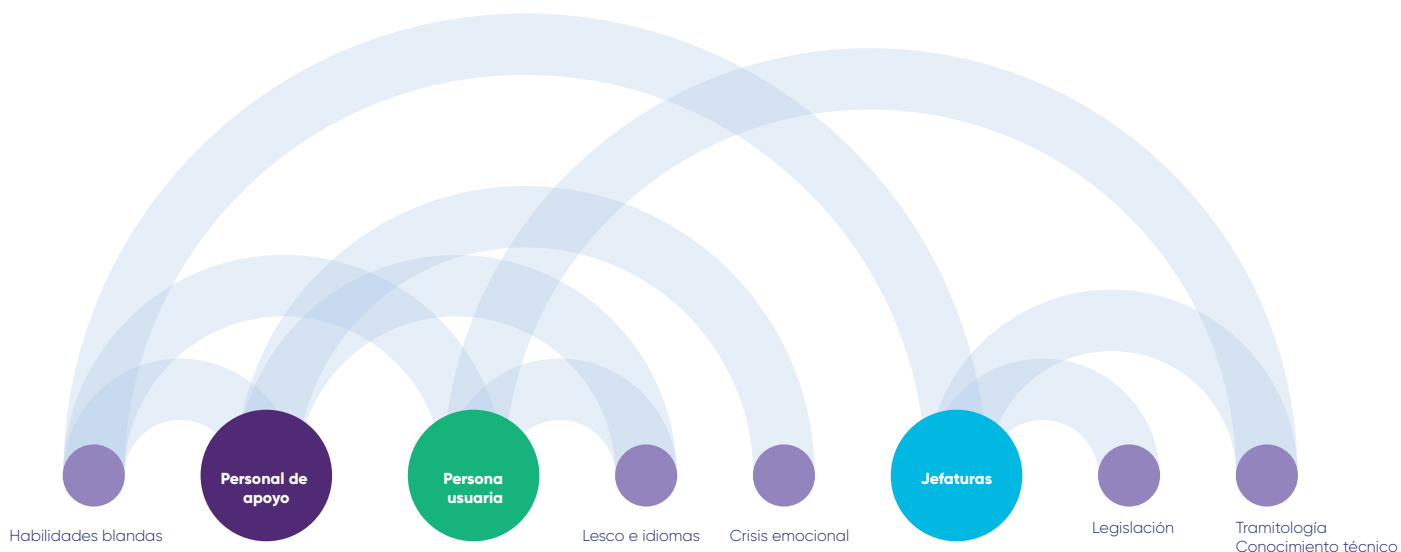 Personal de
apoyo
Persona
usuaria
Jefaturas
Habilidades blandas
Lesco e idiomas
Crisis emocional
Legislación
Tramitología
Conocimiento técnico